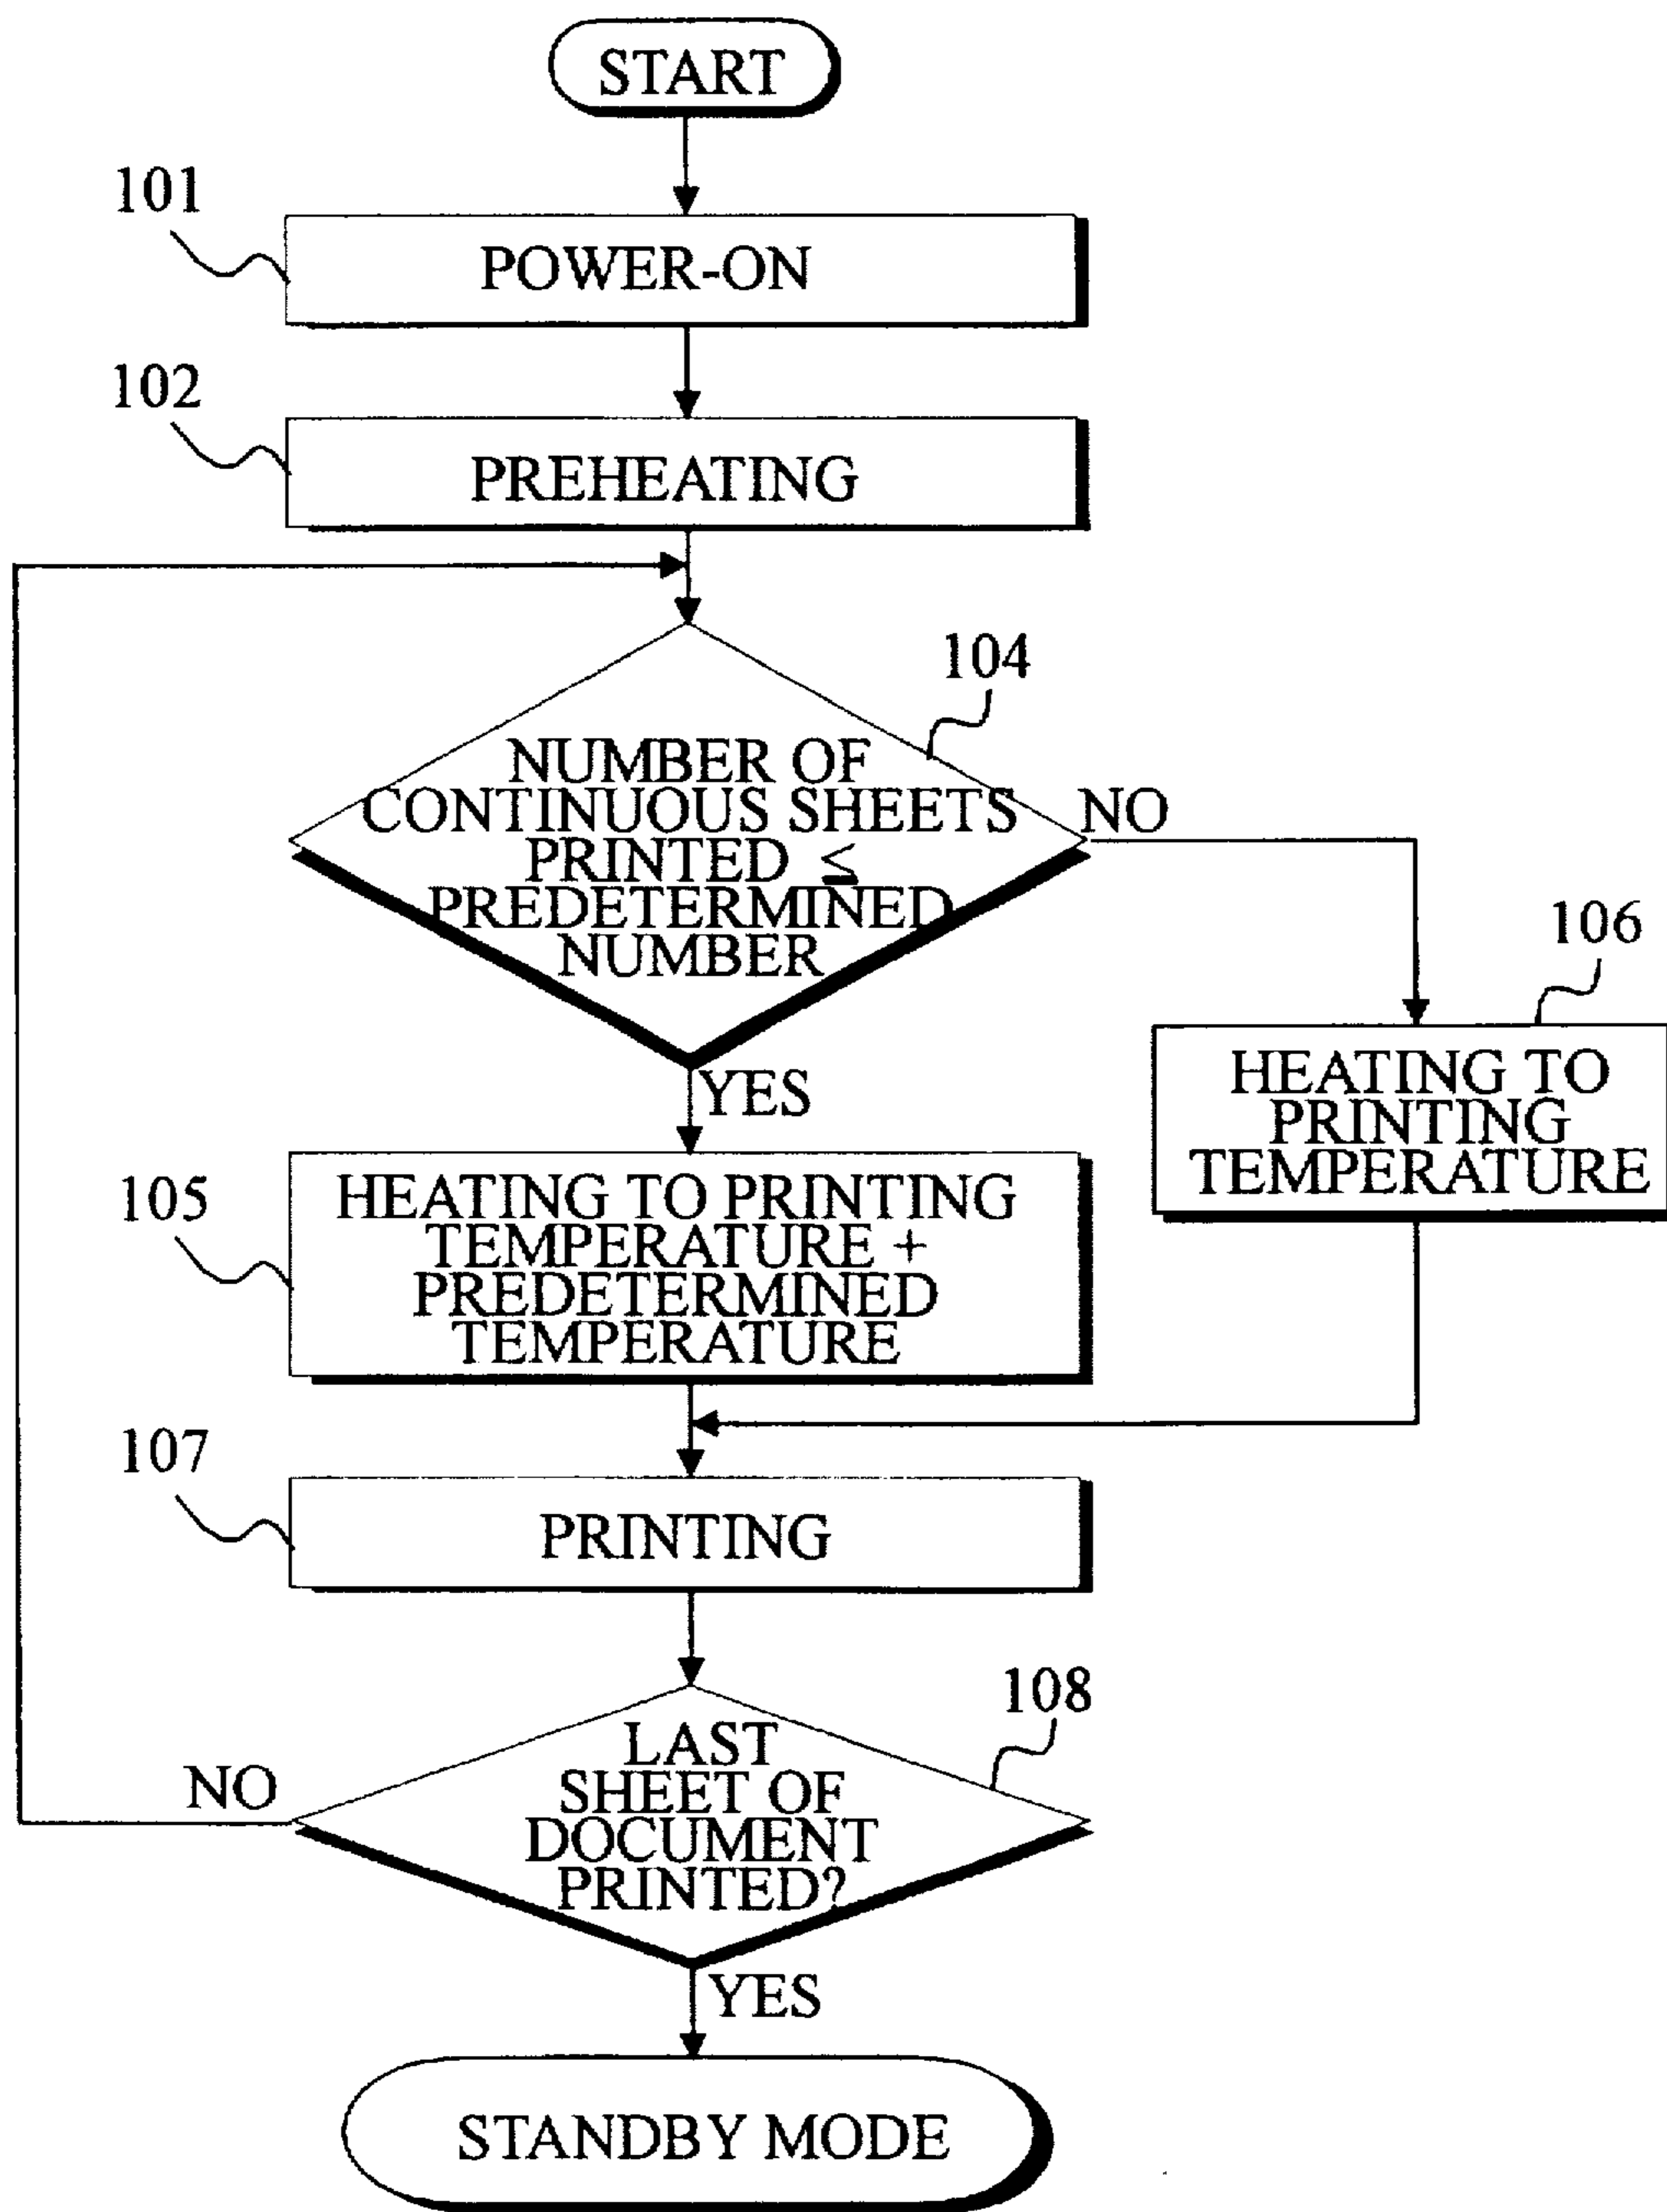 START
101
POWER-ON
102
PREHEATING
104
NUMBER OF
CONTINUOUS SHEETS
PRINTED ≦
PREDETERMINED
NUMBER
NO
YES
106
HEATING TO
PRINTING
TEMPERATURE
105
HEATING TO PRINTING
TEMPERATURE +
PREDETERMINED
TEMPERATURE
107
PRINTING
108
LAST
SHEET OF
DOCUMENT
PRINTED?
NO
YES
STANDBY MODE